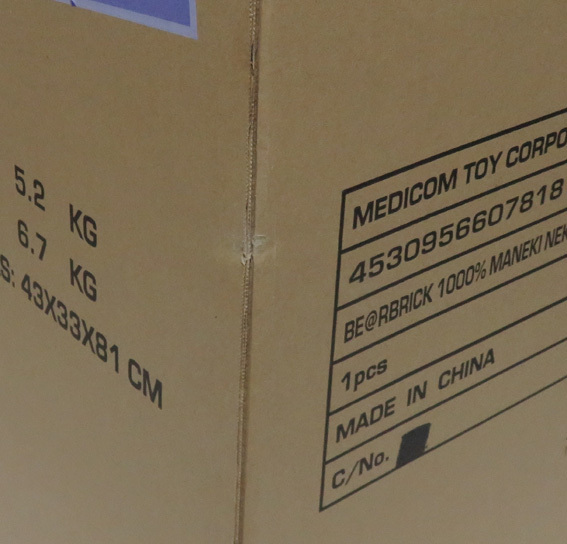 5.2 KG
6.7 KG
S: 43X33X81 CM
MEDICOM TOY CORPO
4530956607818
BE@RBRICK 1000% MANEKI NEK
1pcs
MADE IN CHINA
C/No.